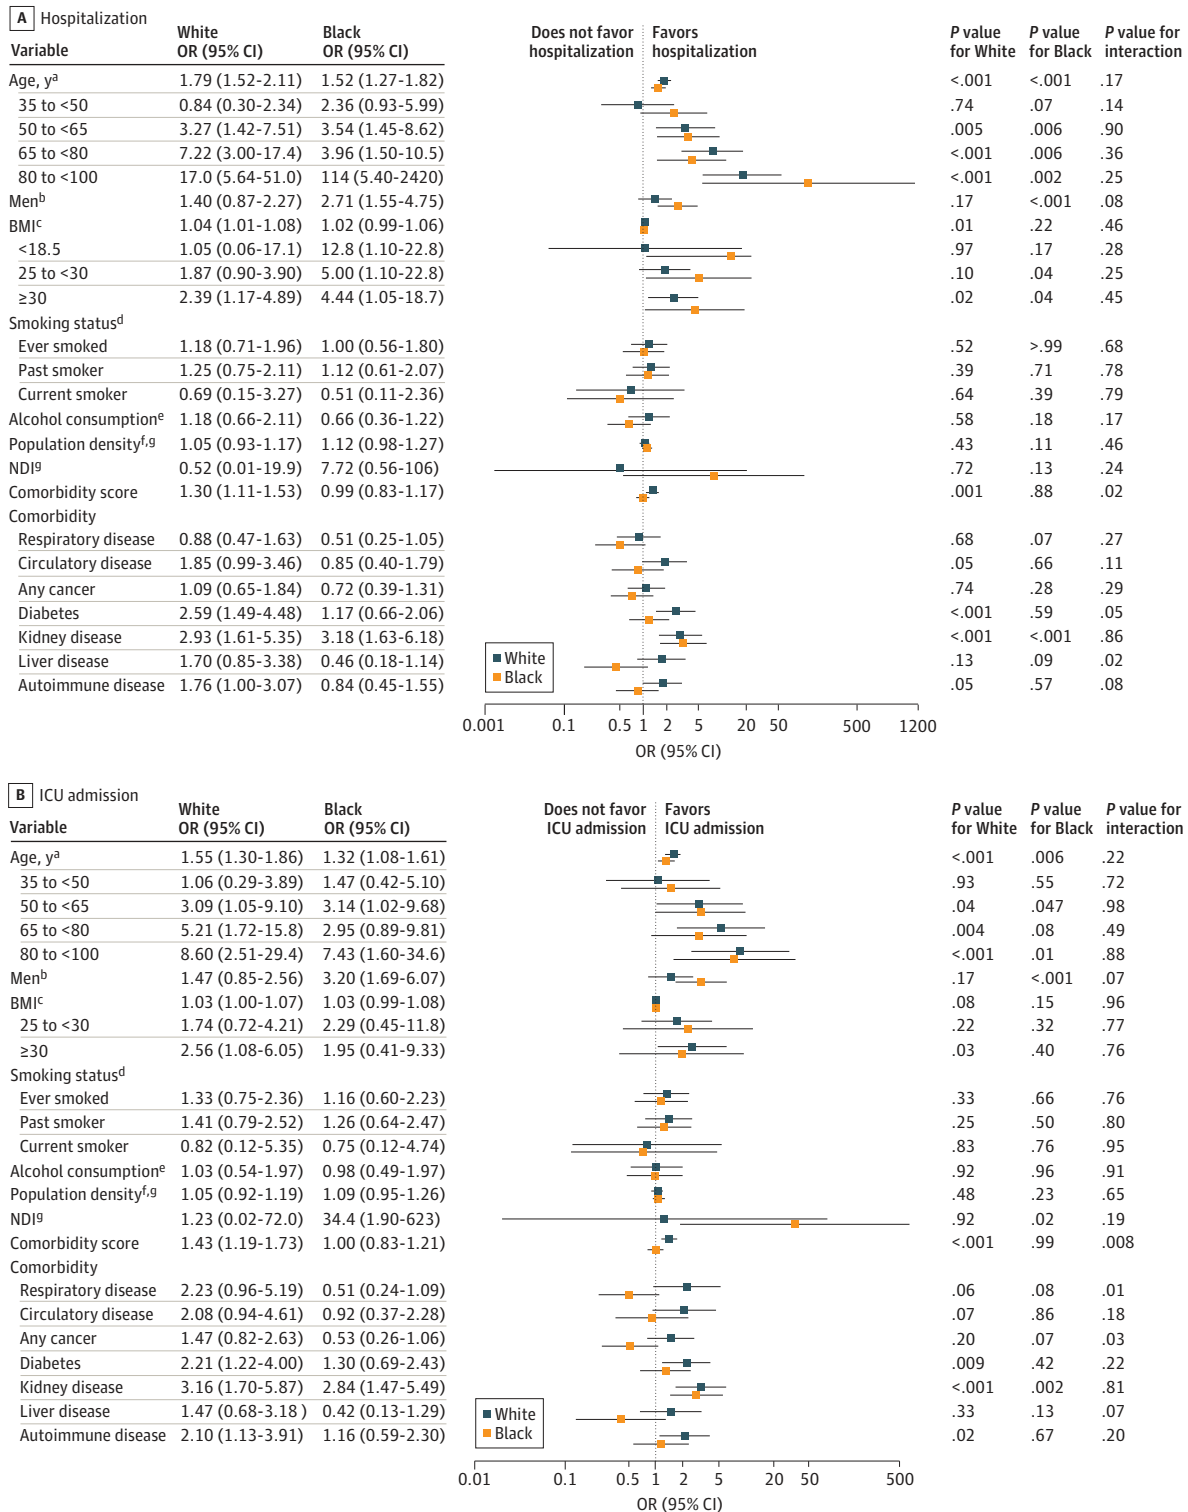 A Hospitalization
Variable White OR (95% CI) Black OR (95% CI) Does not favor hospitalization Favors hospitalization P value for White P value for Black P value for interaction
Age, yᵃ 1.79 (1.52-2.11) 1.52 (1.27-1.82) <.001 <.001 .17
35 to <50 0.84 (0.30-2.34) 2.36 (0.93-5.99) .74 .07 .14
50 to <65 3.27 (1.42-7.51) 3.54 (1.45-8.62) .005 .006 .90
65 to <80 7.22 (3.00-17.4) 3.96 (1.50-10.5) <.001 .006 .36
80 to <100 17.0 (5.64-51.0) 114 (5.40-2420) <.001 .002 .25
Menᵇ 1.40 (0.87-2.27) 2.71 (1.55-4.75) .17 <.001 .08
BMIᶜ 1.04 (1.01-1.08) 1.02 (0.99-1.06) .01 .22 .46
<18.5 1.05 (0.06-17.1) 12.8 (1.10-22.8) .97 .17 .28
25 to <30 1.87 (0.90-3.90) 5.00 (1.10-22.8) .10 .04 .25
≥30 2.39 (1.17-4.89) 4.44 (1.05-18.7) .02 .04 .45
Smoking statusᵈ
Ever smoked 1.18 (0.71-1.96) 1.00 (0.56-1.80) .52 >.99 .68
Past smoker 1.25 (0.75-2.11) 1.12 (0.61-2.07) .39 .71 .78
Current smoker 0.69 (0.15-3.27) 0.51 (0.11-2.36) .64 .39 .79
Alcohol consumptionᵉ 1.18 (0.66-2.11) 0.66 (0.36-1.22) .58 .18 .17
Population densityᶠ,ᵍ 1.05 (0.93-1.17) 1.12 (0.98-1.27) .43 .11 .46
NDIᵍ 0.52 (0.01-19.9) 7.72 (0.56-106) .72 .13 .24
Comorbidity score 1.30 (1.11-1.53) 0.99 (0.83-1.17) .001 .88 .02
Comorbidity
Respiratory disease 0.88 (0.47-1.63) 0.51 (0.25-1.05) .68 .07 .27
Circulatory disease 1.85 (0.99-3.46) 0.85 (0.40-1.79) .05 .66 .11
Any cancer 1.09 (0.65-1.84) 0.72 (0.39-1.31) .74 .28 .29
Diabetes 2.59 (1.49-4.48) 1.17 (0.66-2.06) <.001 .59 .05
Kidney disease 2.93 (1.61-5.35) 3.18 (1.63-6.18) <.001 <.001 .86
Liver disease 1.70 (0.85-3.38) 0.46 (0.18-1.14) .13 .09 .02
Autoimmune disease 1.76 (1.00-3.07) 0.84 (0.45-1.55) .05 .57 .08
White
Black
0.001 0.1 0.5 1 2 5 20 50 500 1200
OR (95% CI)
B ICU admission
Variable White OR (95% CI) Black OR (95% CI) Does not favor ICU admission Favors ICU admission P value for White P value for Black P value for interaction
Age, yᵃ 1.55 (1.30-1.86) 1.32 (1.08-1.61) <.001 .006 .22
35 to <50 1.06 (0.29-3.89) 1.47 (0.42-5.10) .93 .55 .72
50 to <65 3.09 (1.05-9.10) 3.14 (1.02-9.68) .04 .047 .98
65 to <80 5.21 (1.72-15.8) 2.95 (0.89-9.81) .004 .08 .49
80 to <100 8.60 (2.51-29.4) 7.43 (1.60-34.6) <.001 .01 .88
Menᵇ 1.47 (0.85-2.56) 3.20 (1.69-6.07) .17 <.001 .07
BMIᶜ 1.03 (1.00-1.07) 1.03 (0.99-1.08) .08 .15 .96
25 to <30 1.74 (0.72-4.21) 2.29 (0.45-11.8) .22 .32 .77
≥30 2.56 (1.08-6.05) 1.95 (0.41-9.33) .03 .40 .76
Smoking statusᵈ
Ever smoked 1.33 (0.75-2.36) 1.16 (0.60-2.23) .33 .66 .76
Past smoker 1.41 (0.79-2.52) 1.26 (0.64-2.47) .25 .50 .80
Current smoker 0.82 (0.12-5.35) 0.75 (0.12-4.74) .83 .76 .95
Alcohol consumptionᵉ 1.03 (0.54-1.97) 0.98 (0.49-1.97) .92 .96 .91
Population densityᶠ,ᵍ 1.05 (0.92-1.19) 1.09 (0.95-1.26) .48 .23 .65
NDIᵍ 1.23 (0.02-72.0) 34.4 (1.90-623) .92 .02 .19
Comorbidity score 1.43 (1.19-1.73) 1.00 (0.83-1.21) <.001 .99 .008
Comorbidity
Respiratory disease 2.23 (0.96-5.19) 0.51 (0.24-1.09) .06 .08 .01
Circulatory disease 2.08 (0.94-4.61) 0.92 (0.37-2.28) .07 .86 .18
Any cancer 1.47 (0.82-2.63) 0.53 (0.26-1.06) .20 .07 .03
Diabetes 2.21 (1.22-4.00) 1.30 (0.69-2.43) .009 .42 .22
Kidney disease 3.16 (1.70-5.87) 2.84 (1.47-5.49) <.001 .002 .81
Liver disease 1.47 (0.68-3.18 ) 0.42 (0.13-1.29) .33 .13 .07
Autoimmune disease 2.10 (1.13-3.91) 1.16 (0.59-2.30) .02 .67 .20
White
Black
0.01 0.1 0.5 1 2 5 20 50 500
OR (95% CI)